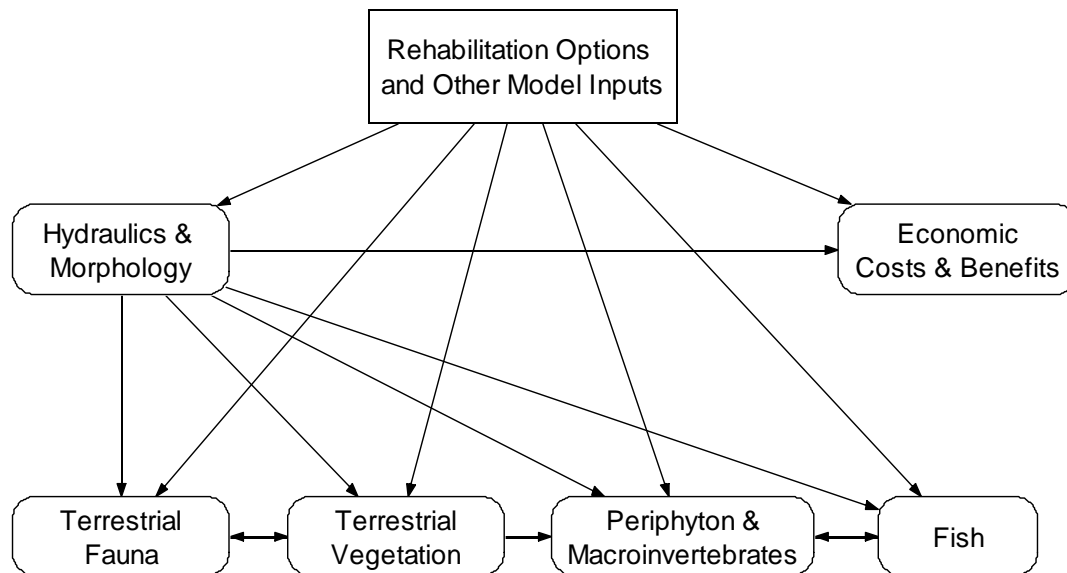 Rehabilitation Options
and Other Model Inputs
Hydraulics &
Morphology
Economic
Costs & Benefits
Terrestrial
Fauna
Terrestrial
Vegetation
Periphyton &
Macroinvertebrates
Fish